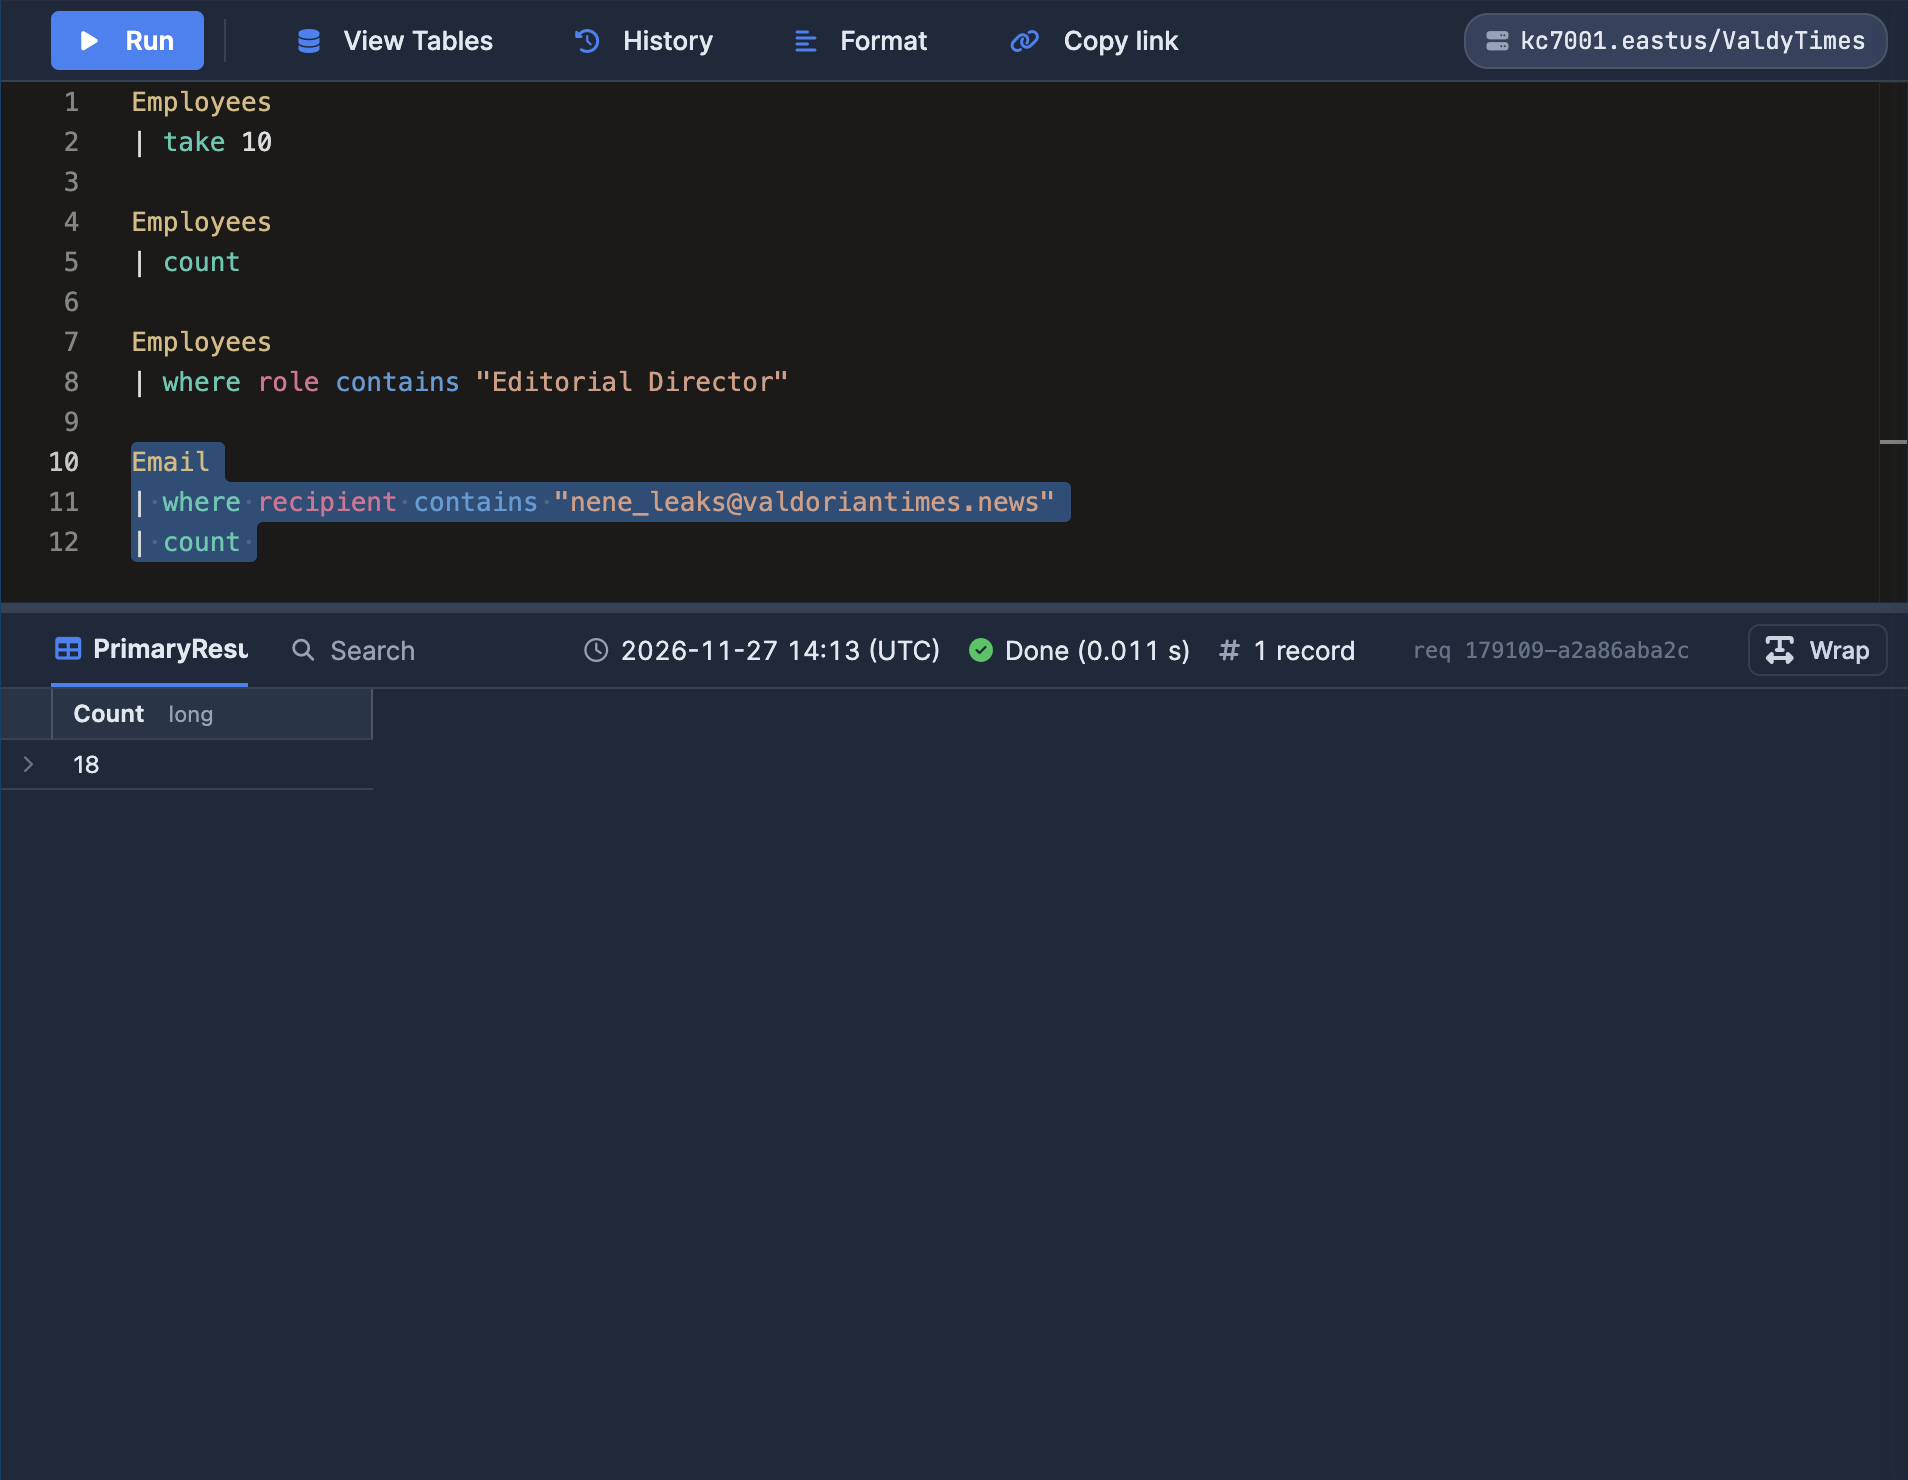 Run View Tables History Format Copy link kc7001.eastus/ValdyTimes
1 Employees
2 | take 10
3
4 Employees
5 | count
6
7 Employees
8 | where role contains "Editorial Director"
9
10 Email
11 | where recipient contains "nene_leaks@valdoriantimes.news"
12 | count
PrimaryResu Search 2026-11-27 14:13 (UTC) Done (0.011 s) # 1 record req 179109-a2a86aba2c Wrap
Count long
18